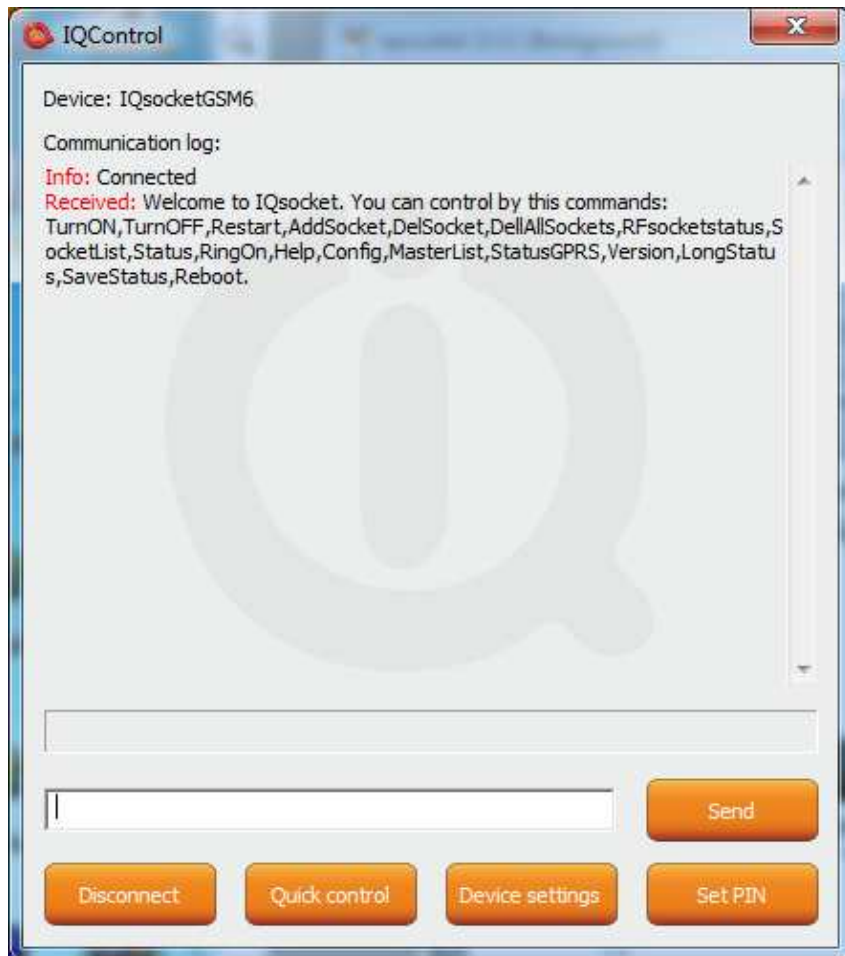 IQControl
Device: IQsocketGSM6
Communication log:
Info: Connected
Received: Welcome to IQsocket. You can control by this commands:
TurnON,TurnOFF,Restart,AddSocket,DelSocket,DellAllSockets,RFsocketstatus,S
ocketList,Status,RingOn,Help,Config,MasterList,StatusGPRS,Version,LongStatu
s,SaveStatus,Reboot.
Send
Disconnect
Quick control
Device settings
Set PIN